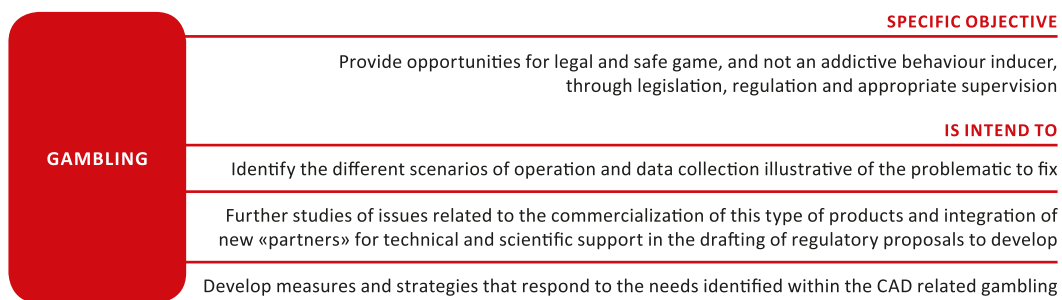 SPECIFIC OBJECTIVE
Provide opportunities for legal and safe game, and not an addictive behaviour inducer,
through legislation, regulation and appropriate supervision
IS INTEND TO
GAMBLING
Identify the different scenarios of operation and data collection illustrative of the problematic to fix
Further studies of issues related to the commercialization of this type of products and integration of
new «partners» for technical and scientific support in the drafting of regulatory proposals to develop
Develop measures and strategies that respond to the needs identified within the CAD related gambling